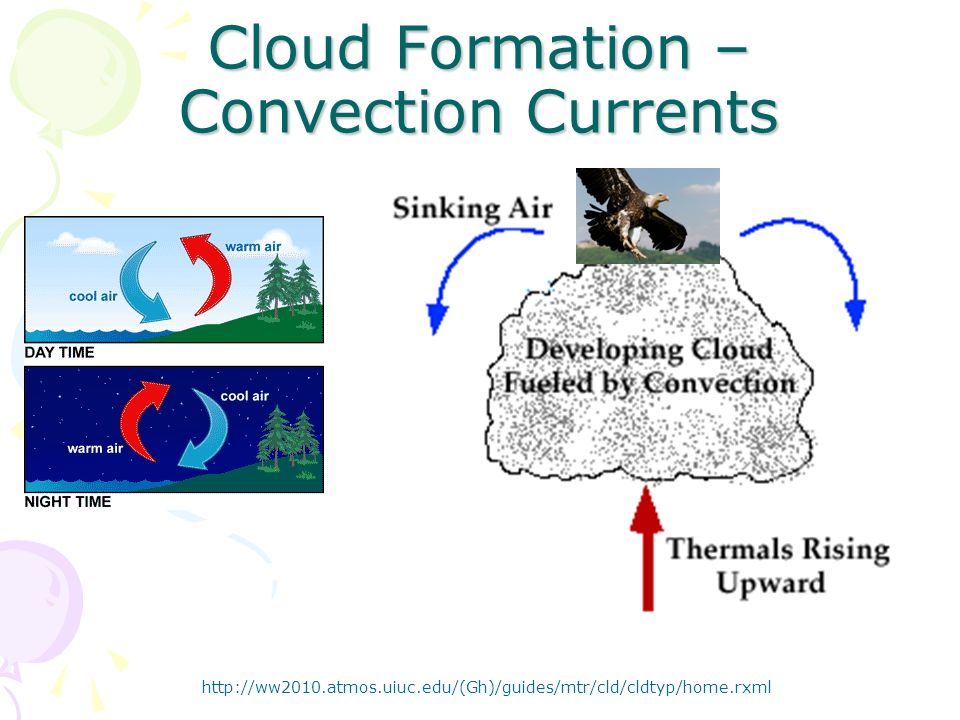 Cloud Formation –
Convection Currents
Sinking Air
warm air
cool air
DAY TIME
cool air
warm air
NIGHT TIME
Developing Cloud
Fueled by Convection
Thermals Rising
Upward
http://ww2010.atmos.uiuc.edu/(Gh)/guides/mtr/cld/cldtyp/home.rxml